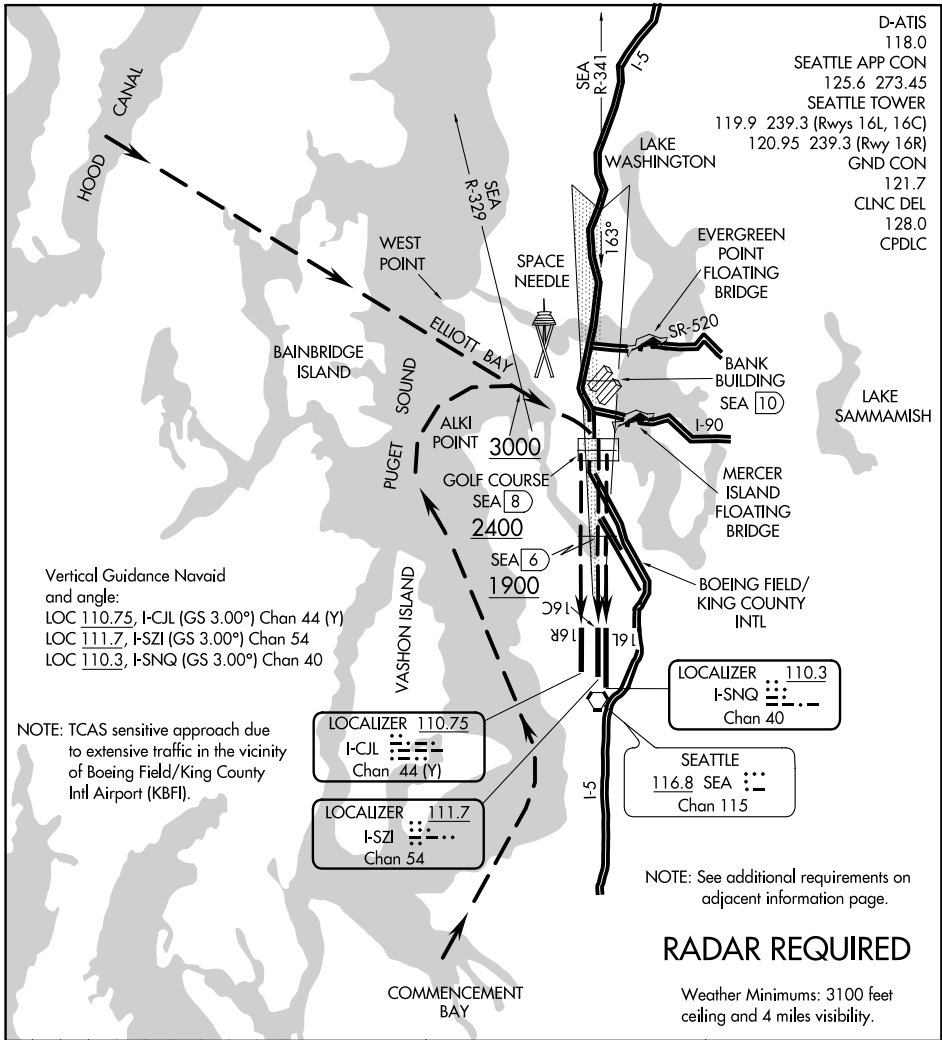 D-ATIS
118.0
SEATTLE APP CON
125.6 273.45
SEATTLE TOWER
119.9 239.3 (Rwys 16L, 16C)
120.95 239.3 (Rwy 16R)
GND CON
121.7
CLNC DEL
128.0
CPDLC
HOOD CANAL
SEA
R-341
I-5
LAKE
WASHINGTON
SEA
R-329
163°
WEST
POINT
SPACE
NEEDLE
EVERGREEN
POINT
FLOATING
BRIDGE
SR-520
ELLIOTT BAY
BAINBRIDGE
ISLAND
BANK
BUILDING
SEA 10
LAKE
SAMMAMISH
PUGET SOUND
ALKI
POINT
3000
I-90
GOLF COURSE
SEA 8
2400
MERCER
ISLAND
FLOATING
BRIDGE
SEA 6
1900
BOEING FIELD/
KING COUNTY
INTL
Vertical Guidance Navaid
and angle:
LOC 110.75, I-CJL (GS 3.00°) Chan 44 (Y)
LOC 111.7, I-SZI (GS 3.00°) Chan 54
LOC 110.3, I-SNQ (GS 3.00°) Chan 40
16C
16R
16L
VASHON ISLAND
NOTE: TCAS sensitive approach due
to extensive traffic in the vicinity
of Boeing Field/King County
Intl Airport (KBFI).
LOCALIZER 110.3
I-SNQ
Chan 40
LOCALIZER 110.75
I-CJL
Chan 44 (Y)
SEATTLE
116.8 SEA
Chan 115
I-5
LOCALIZER 111.7
I-SZI
Chan 54
NOTE: See additional requirements on
adjacent information page.
RADAR REQUIRED
COMMENCEMENT
BAY
Weather Minimums: 3100 feet
ceiling and 4 miles visibility.